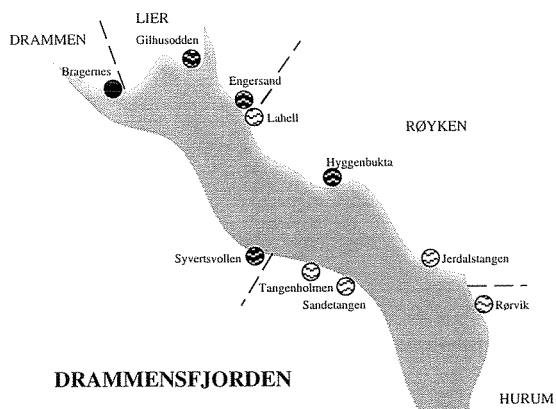 LIER
DRAMMEN
Gilhusodden
Bragernes
Engersand
Lahell
RØYKEN
Hyggenbukta
Syvertsvollen
Jerdalstangen
Tangenholmen
Sandetangen
Rørvik
DRAMMENSFJORDEN
HURUM